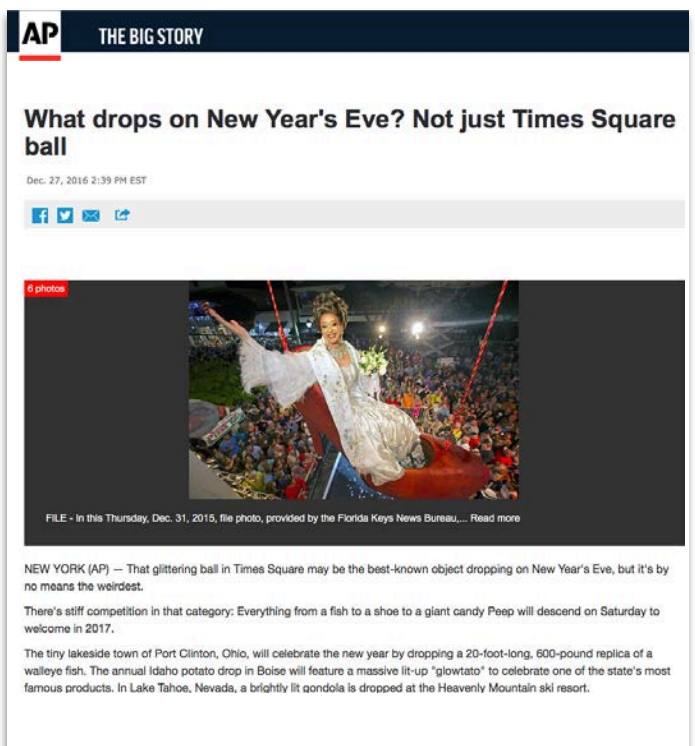 AP THE BIG STORY
What drops on New Year's Eve? Not just Times Square
ball
Dec. 27, 2016 2:39 PM EST
6 photos
FILE - In this Thursday, Dec. 31, 2015, file photo, provided by the Florida Keys News Bureau,... Read more
NEW YORK (AP) — That glittering ball in Times Square may be the best-known object dropping on New Year's Eve, but it's by
no means the weirdest.
There's stiff competition in that category: Everything from a fish to a shoe to a giant candy Peep will descend on Saturday to
welcome in 2017.
The tiny lakeside town of Port Clinton, Ohio, will celebrate the new year by dropping a 20-foot-long, 600-pound replica of a
walleye fish. The annual Idaho potato drop in Boise will feature a massive lit-up "glowtato" to celebrate one of the state's most
famous products. In Lake Tahoe, Nevada, a brightly lit gondola is dropped at the Heavenly Mountain ski resort.